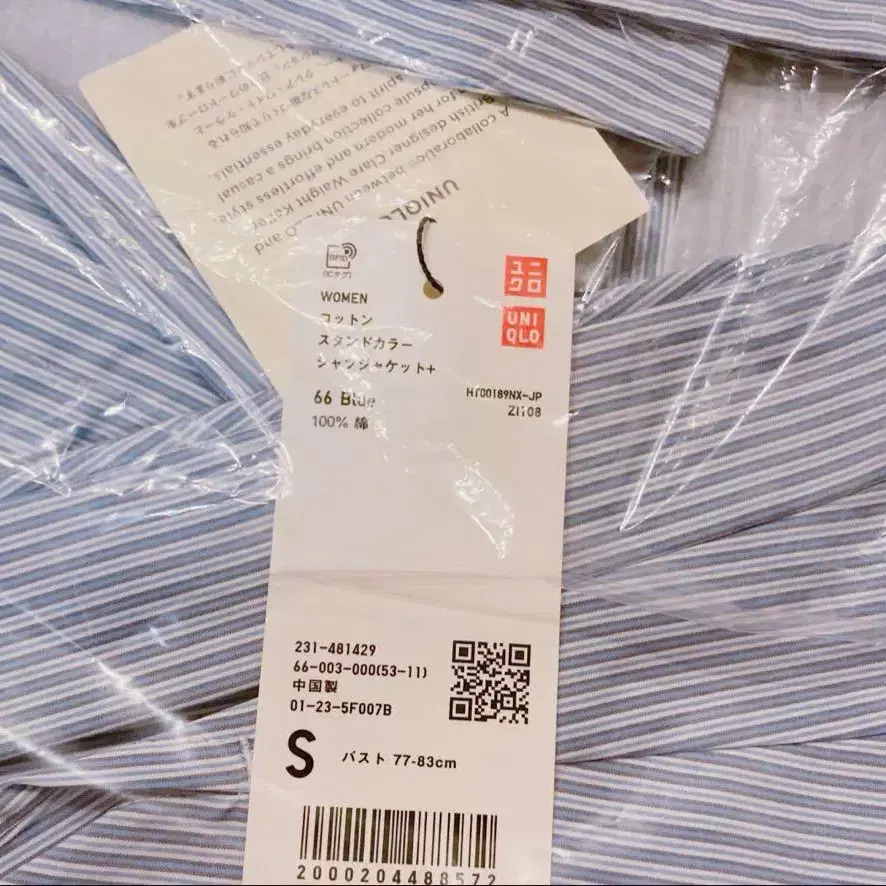 UNIQLO
A collaboration between UNIQLO and
British designer Clare Waight Keller
for her modern and effortless style
capsule collection brings a casual
spirit to everyday essentials.
RFID
(ICタグ)
ユニ
クロ
UNI
QLO
WOMEN
コットン
スタンドカラー
シャツジャケット+
66 Blue
HT00189NX-JP
100% 綿
ZI108
231-481429
66-003-000(53-11)
中国製
01-23-5F007B
S
バスト 77-83cm
2000204488572